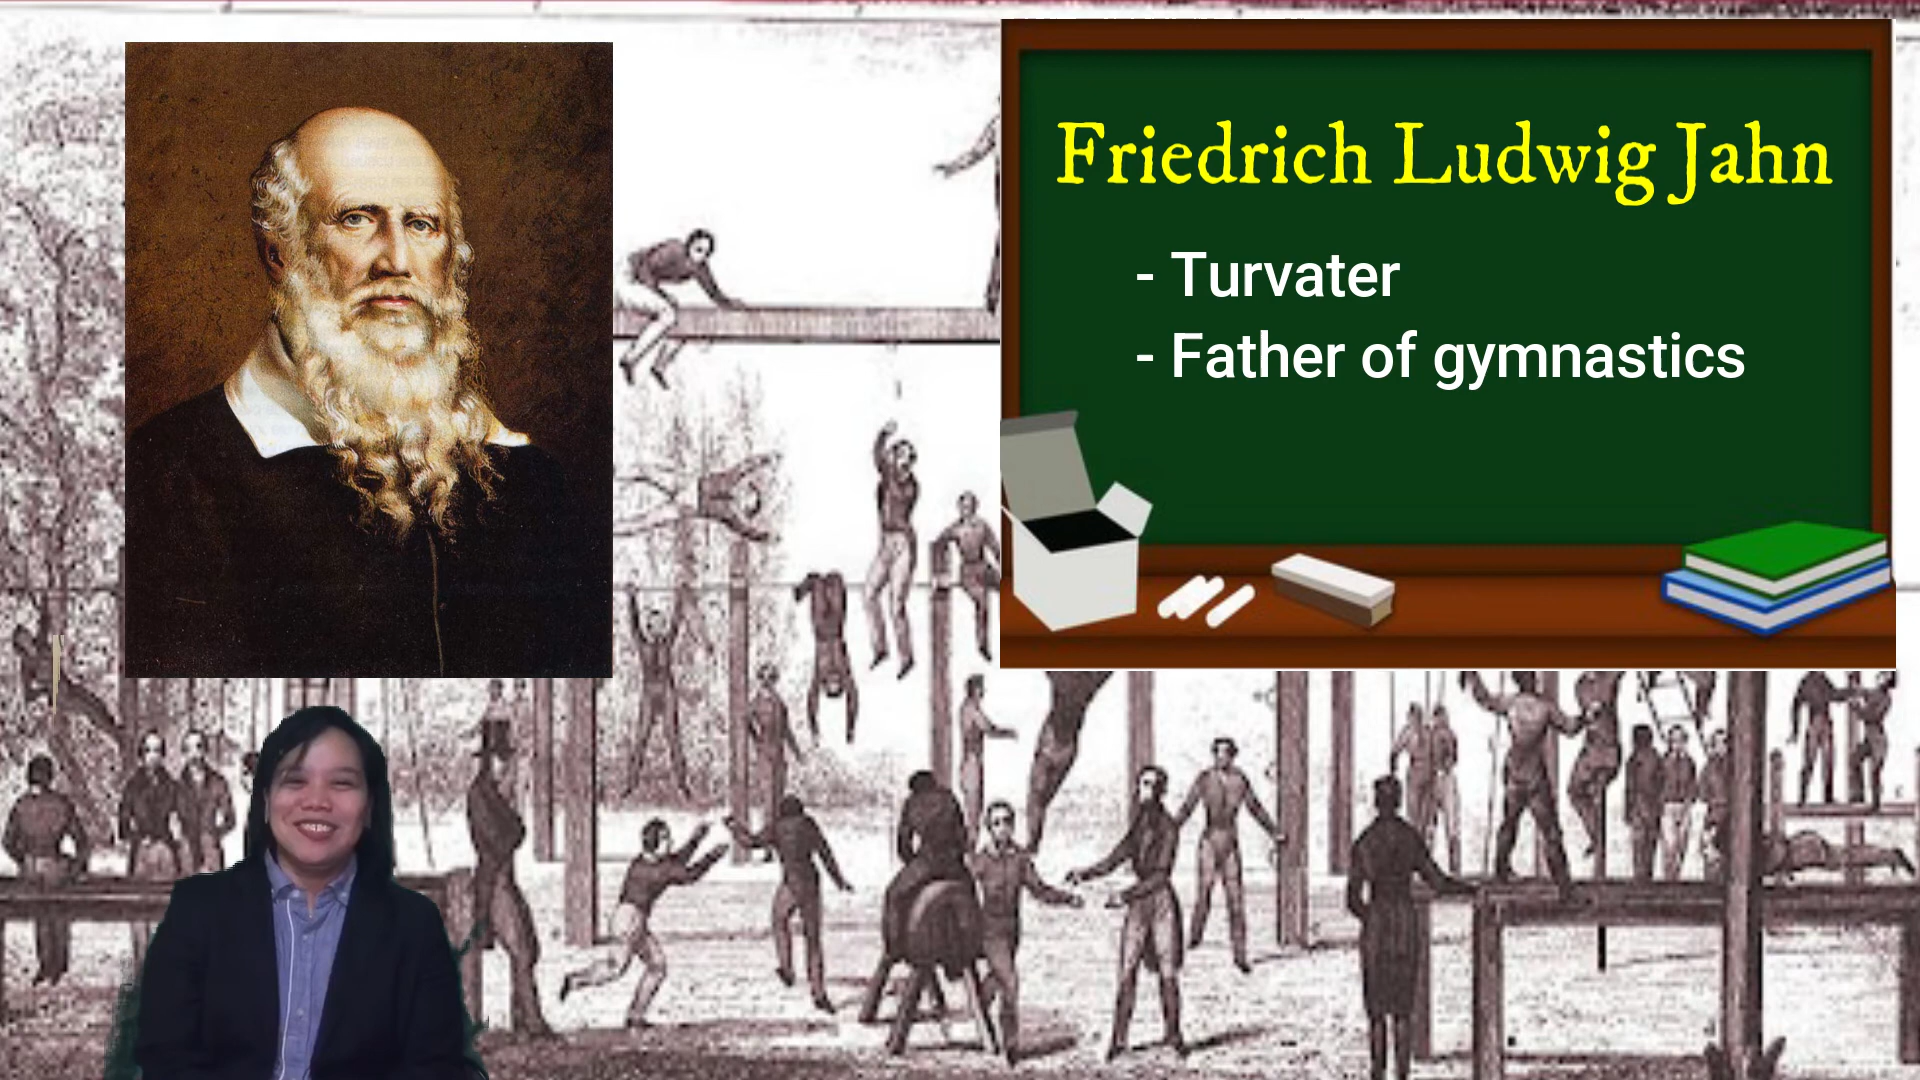 Friedrich Ludwig Jahn
- Turvater
- Father of gymnastics